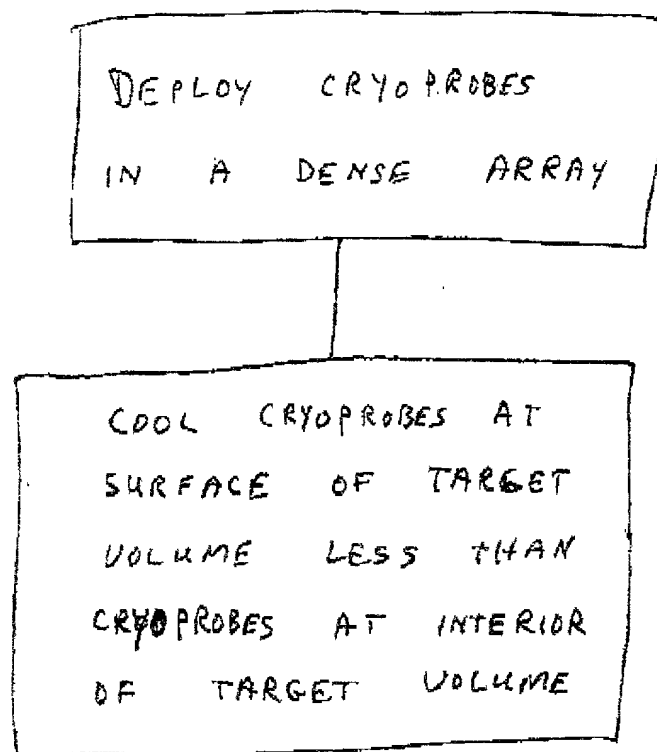 DEPLOY CRYOPROBES
IN A DENSE ARRAY
COOL CRYOPROBES AT
SURFACE OF TARGET
VOLUME LESS THAN
CRYOPROBES AT INTERIOR
OF TARGET VOLUME